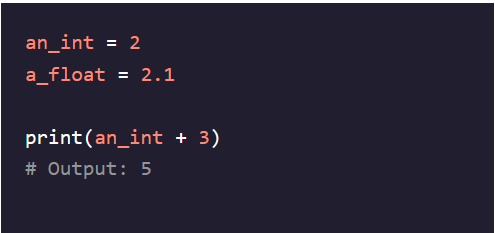 an_int = 2
a_float = 2.1
print(an_int + 3)
# Output: 5